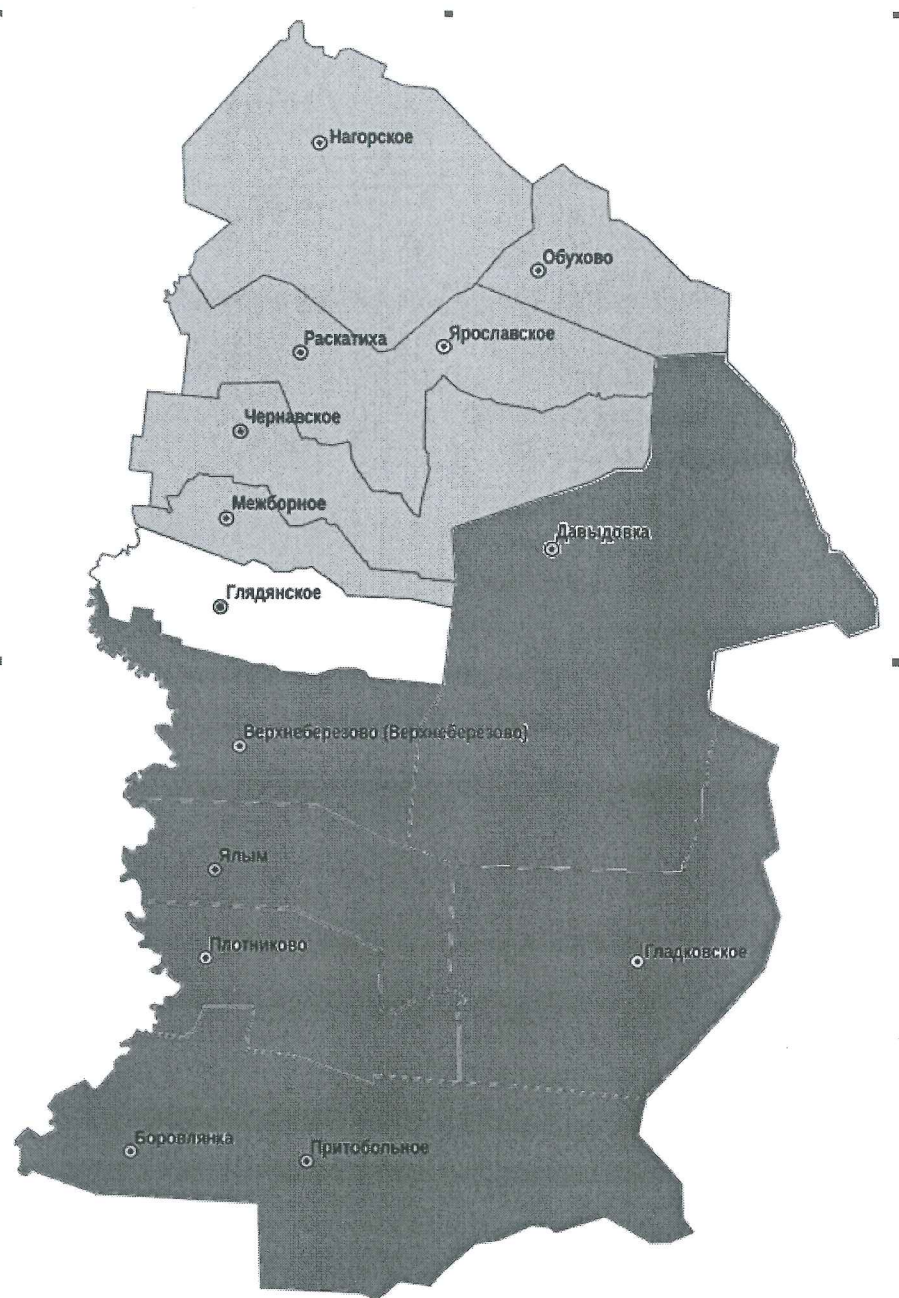 Нагорское
Обухово
Раскатиха
Ярославское
Чернавское
Межборное
Давыдовка
Глядянское
Верхнеберезово (Верхнеберезово)
Ялым
Плотниково
Гладковское
Боровлянка
Притобольное